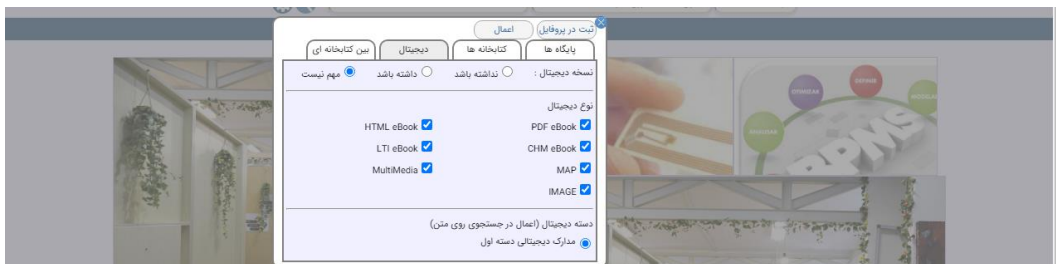 ثبت در پروفایل اعمال
پایگاه ها کتابخانه ها دیجیتال بین کتابخانه ای
نسخه دیجیتال : نداشته باشد داشته باشد مهم نیست
نوع دیجیتال
PDF eBook HTML eBook
CHM eBook LTI eBook
MAP MultiMedia
IMAGE
دسته دیجیتال (اعمال در جستجوی روی متن)
مدارک دیجیتالی دسته اول
BPMS